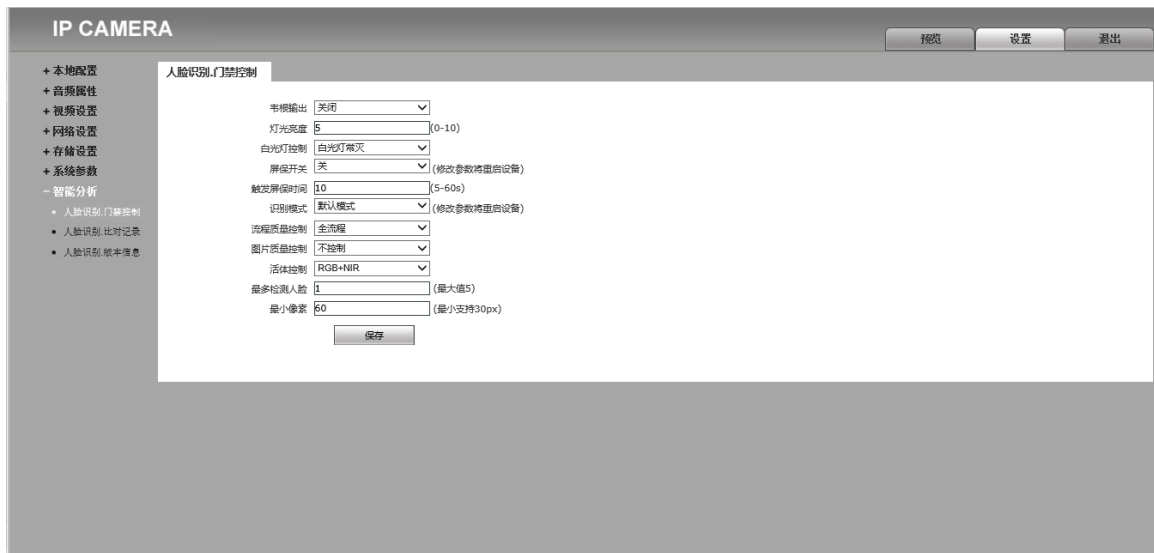 IP CAMERA
预览
设置
退出
+本地配置
+音频属性
+视频设置
+网络设置
+存储设置
+系统参数
-智能分析
• 人脸识别.门禁控制
• 人脸识别.比对记录
• 人脸识别.版本信息
人脸识别.门禁控制
韦根输出 关闭
灯光亮度 5 (0-10)
白光灯控制 白光灯常灭
屏保开关 关 (修改参数将重启设备)
触发屏保时间 10 (5-60s)
识别模式 默认模式 (修改参数将重启设备)
流程质量控制 全流程
图片质量控制 不控制
活体控制 RGB+NIR
最多检测人脸 1 (最大值5)
最小像素 60 (最小支持30px)
保存